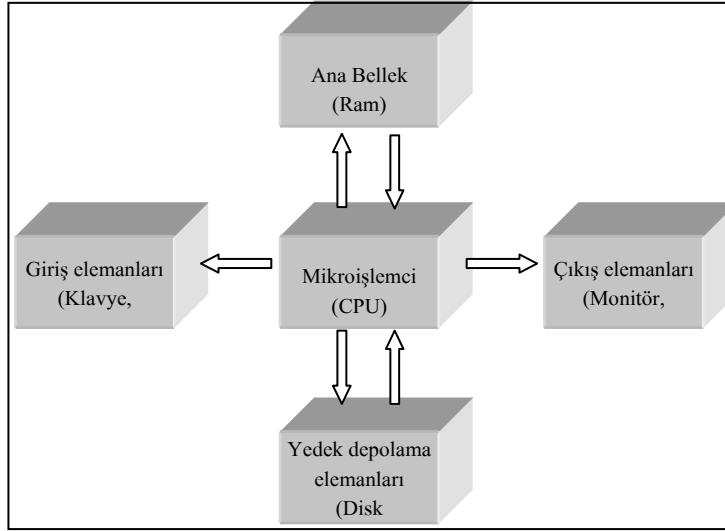 Ana Bellek
(Ram)
Giriş elemanları
(Klavye,
Mikroişlemci
(CPU)
Çıkış elemanları
(Monitör,
Yedek depolama
elemanları
(Disk